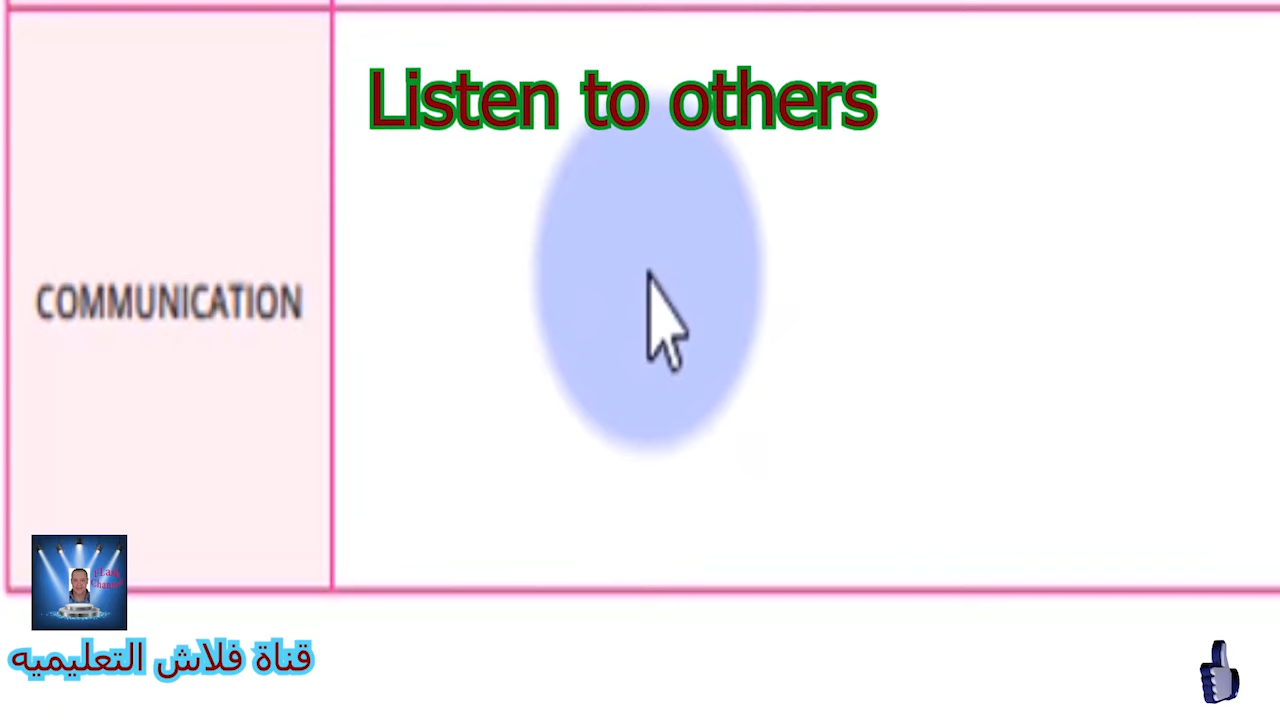 Listen to others
COMMUNICATION
قناة فلاش التعليميه